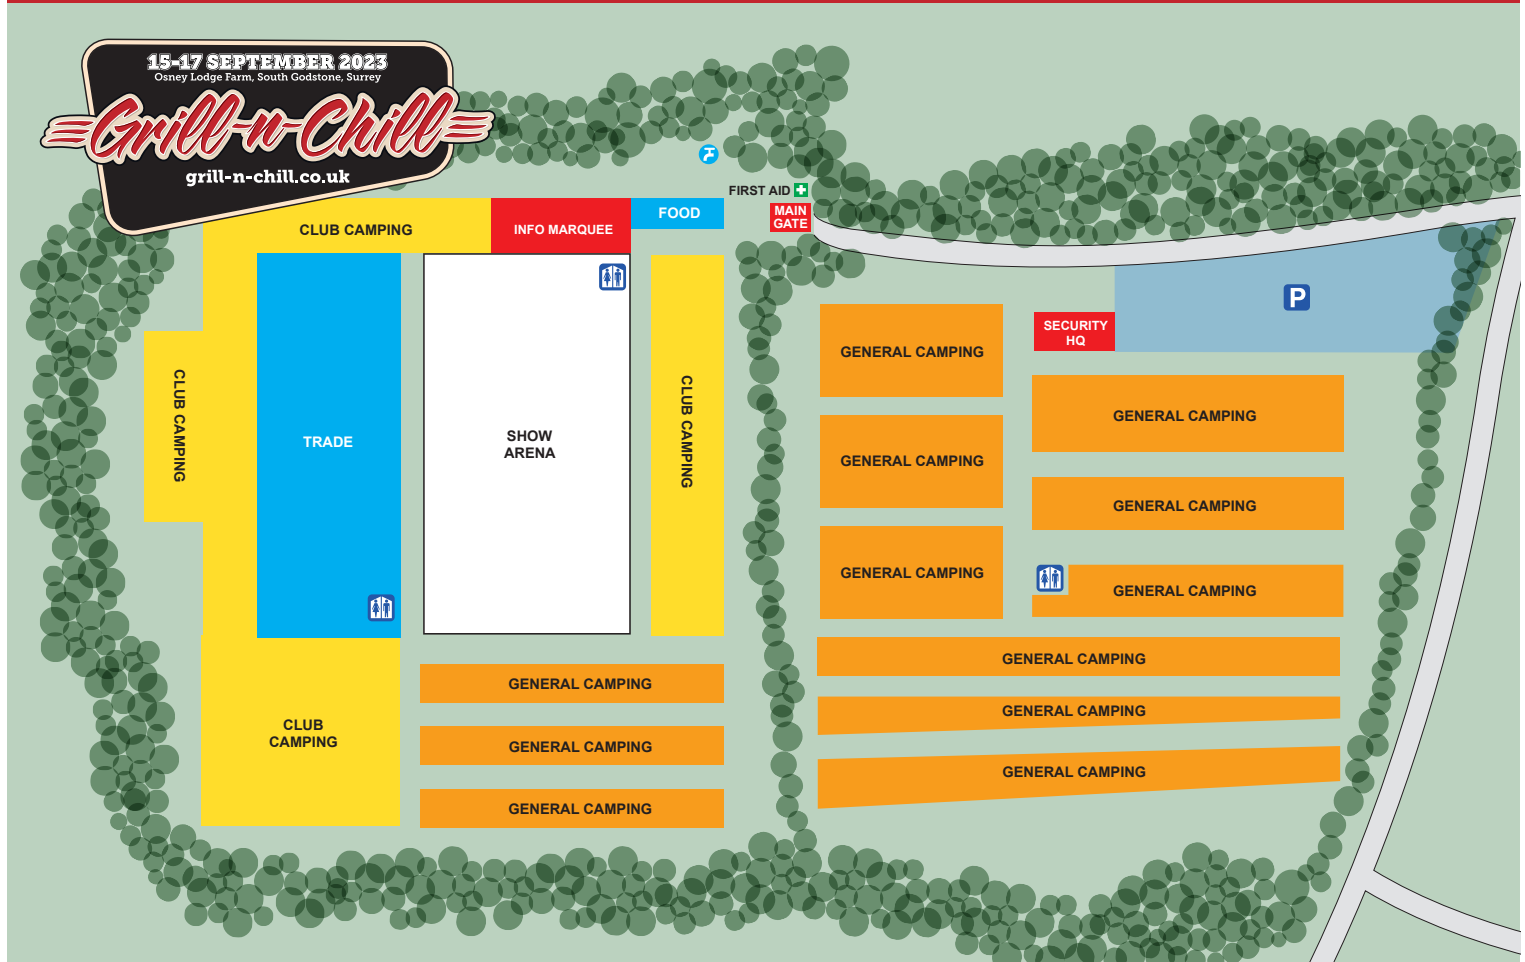 15-17 SEPTEMBER 2023
Osney Lodge Farm, South Godstone, Surrey
Grill-n-Chill
grill-n-chill.co.uk
FIRST AID
MAIN
GATE
CLUB CAMPING
INFO MARQUEE
FOOD
P
SECURITY
HQ
CLUB CAMPING
TRADE
SHOW
ARENA
CLUB CAMPING
GENERAL CAMPING
GENERAL CAMPING
GENERAL CAMPING
GENERAL CAMPING
GENERAL CAMPING
GENERAL CAMPING
GENERAL CAMPING
GENERAL CAMPING
GENERAL CAMPING
CLUB
CAMPING
GENERAL CAMPING
GENERAL CAMPING
GENERAL CAMPING